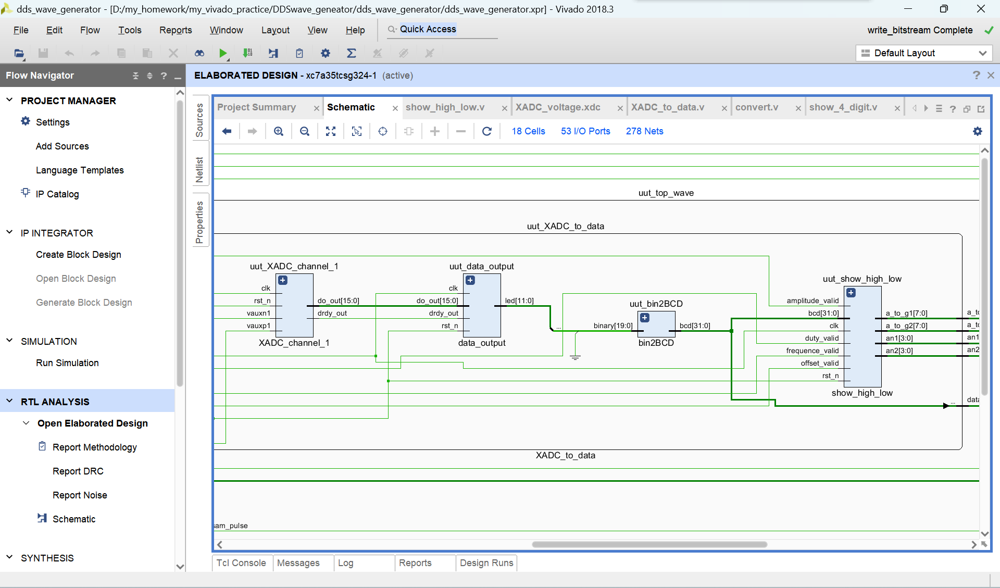 dds_wave_generator - [D:/my_homework/my_vivado_practice/DDSwave_geneator/dds_wave_generator/dds_wave_generator.xpr] - Vivado 2018.3
File Edit Flow Tools Reports Window Layout View Help Quick Access
write_bitstream Complete
Default Layout
Flow Navigator
PROJECT MANAGER
Settings
Add Sources
Language Templates
IP Catalog
IP INTEGRATOR
Create Block Design
Open Block Design
Generate Block Design
SIMULATION
Run Simulation
RTL ANALYSIS
Open Elaborated Design
Report Methodology
Report DRC
Report Noise
Schematic
SYNTHESIS
ELABORATED DESIGN - xc7a35tcsg324-1 (active)
Sources
Netlist
Properties
Project Summary
Schematic
show_high_low.v
XADC_voltage.xdc
XADC_to_data.v
convert.v
show_4_digit.v
18 Cells 53 I/O Ports 278 Nets
uut_top_wave
uut_XADC_to_data
uut_XADC_channel_1
clk
rst_n
vauxn1
vauxp1
do_out[15:0]
drdy_out
XADC_channel_1
uut_data_output
clk
do_out[15:0]
drdy_out
rst_n
led[11:0]
data_output
...
uut_bin2BCD
binary[19:0]
bcd[31:0]
bin2BCD
uut_show_high_low
amplitude_valid
bcd[31:0]
clk
duty_valid
frequence_valid
offset_valid
rst_n
a_to_g1[7:0]
a_to_g2[7:0]
an1[3:0]
an2[3:0]
show_high_low
a_to
a_to
an1
an2
...
data
XADC_to_data
sam_pulse
Tcl Console
Messages
Log
Reports
Design Runs